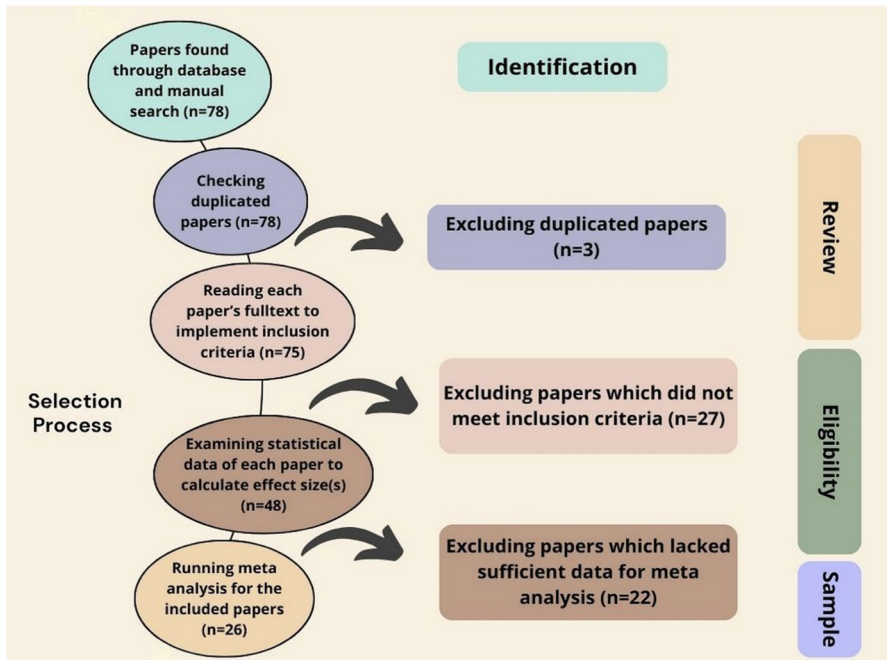 Papers found
through database
and manual
search (n=78)
Identification
Checking
duplicated
papers (n=78)
Excluding duplicated papers
(n=3)
Review
Reading each
paper's fulltext to
implement inclusion
criteria (n=75)
Selection
Process
Excluding papers which did not
meet inclusion criteria (n=27)
Eligibility
Examining statistical
data of each paper to
calculate effect size(s)
(n=48)
Excluding papers which lacked
sufficient data for meta
analysis (n=22)
Running meta
analysis for the
included papers
(n=26)
Sample